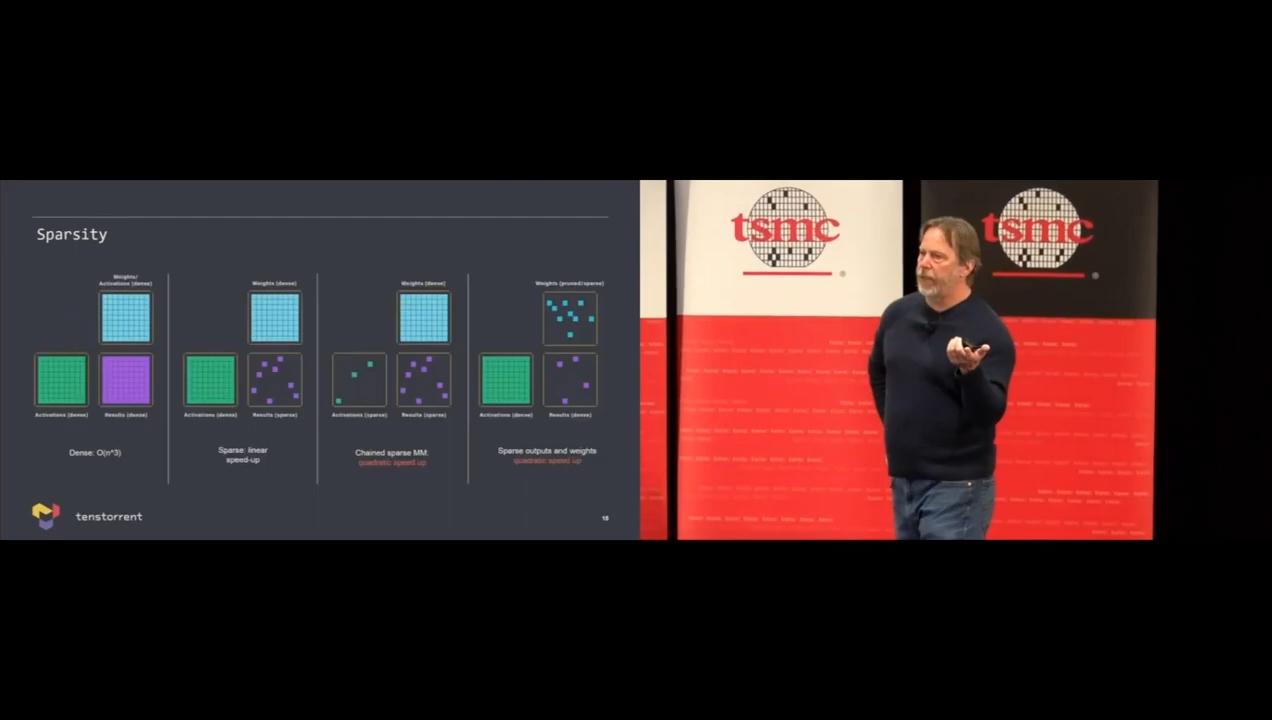 Sparsity
Weights/
Activations (dense)
Activations (dense)
Results (dense)
Dense: O(n^3)
Weights (dense)
Activations (dense)
Results (sparse)
Sparse: linear
speed-up
Weights (dense)
Activations (sparse)
Results (sparse)
Chained sparse MM:
quadratic speed up
Weights (pruned/sparse)
Activations (dense)
Results (dense)
Sparse outputs and weights
quadratic speed up
tenstorrent
18
tsmc
®
tsmc
®